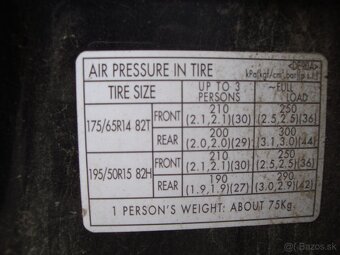 <DF80A>
AIR PRESSURE IN TIRE kPa(kgf/cm²,bar)(p.s.i)
TIRE SIZE UP TO 3 PERSONS ~FULL LOAD
175/65R14 82T FRONT 210 (2.1,2.1)(30) 250 (2.5,2.5)(36)
REAR 200 (2.0,2.0)(29) 300 (3.1,3.0)(44)
195/50R15 82H FRONT 210 (2.1,2.1)(30) 250 (2.5,2.5)(36)
REAR 190 (1.9,1.9)(27) 290 (3.0,2.9)(42)
1 PERSON'S WEIGHT: ABOUT 75Kg.
bazos.sk